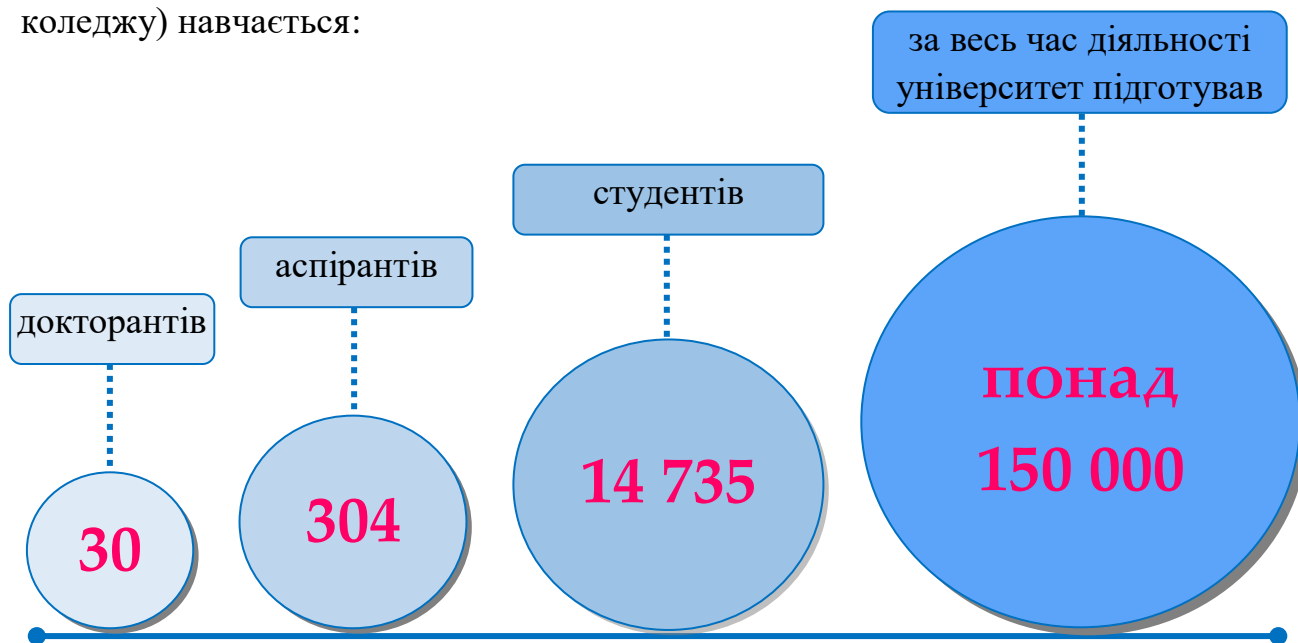 коледжу) навчається:
за весь час діяльності
університет підготував
студентів
аспірантів
докторантів
понад
150 000
14 735
304
30